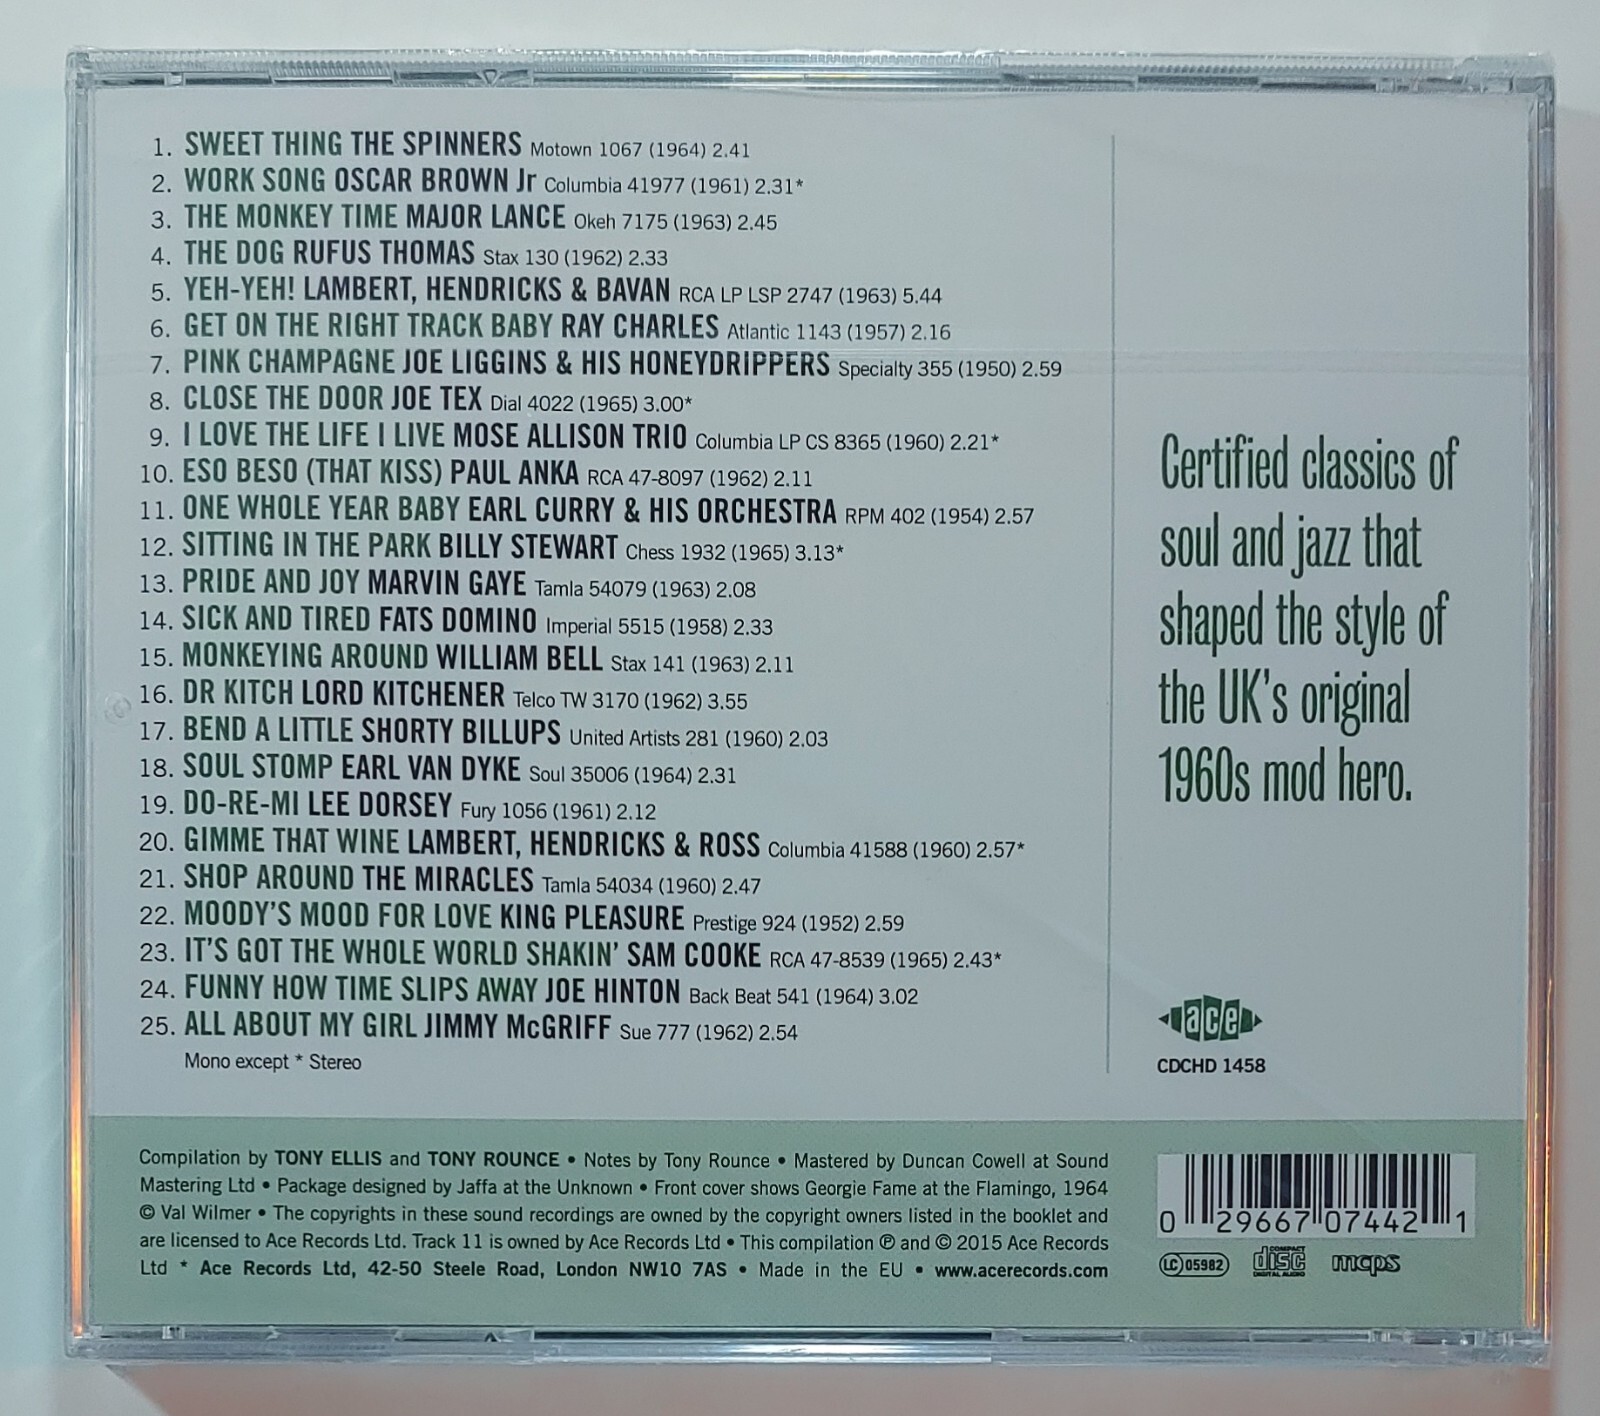 1. SWEET THING THE SPINNERS Motown 1067 (1964) 2.41
2. WORK SONG OSCAR BROWN Jr Columbia 41977 (1961) 2.31*
3. THE MONKEY TIME MAJOR LANCE Okeh 7175 (1963) 2.45
4. THE DOG RUFUS THOMAS Stax 130 (1962) 2.33
5. YEH-YEH! LAMBERT, HENDRICKS & BAVAN RCA LP LSP 2747 (1963) 5.44
6. GET ON THE RIGHT TRACK BABY RAY CHARLES Atlantic 1143 (1957) 2.16
7. PINK CHAMPAGNE JOE LIGGINS & HIS HONEYDRIPPERS Specialty 355 (1950) 2.59
8. CLOSE THE DOOR JOE TEX Dial 4022 (1965) 3.00*
9. I LOVE THE LIFE I LIVE MOSE ALLISON TRIO Columbia LP CS 8365 (1960) 2.21*
10. ESO BESO (THAT KISS) PAUL ANKA RCA 47-8097 (1962) 2.11
11. ONE WHOLE YEAR BABY EARL CURRY & HIS ORCHESTRA RPM 402 (1954) 2.57
12. SITTING IN THE PARK BILLY STEWART Chess 1932 (1965) 3.13*
13. PRIDE AND JOY MARVIN GAYE Tamla 54079 (1963) 2.08
14. SICK AND TIRED FATS DOMINO Imperial 5515 (1958) 2.33
15. MONKEYING AROUND WILLIAM BELL Stax 141 (1963) 2.11
16. DR KITCH LORD KITCHENER Telco TW 3170 (1962) 3.55
17. BEND A LITTLE SHORTY BILLUPS United Artists 281 (1960) 2.03
18. SOUL STOMP EARL VAN DYKE Soul 35006 (1964) 2.31
19. DO-RE-MI LEE DORSEY Fury 1056 (1961) 2.12
20. GIMME THAT WINE LAMBERT, HENDRICKS & ROSS Columbia 41588 (1960) 2.57*
21. SHOP AROUND THE MIRACLES Tamla 54034 (1960) 2.47
22. MOODY'S MOOD FOR LOVE KING PLEASURE Prestige 924 (1952) 2.59
23. IT'S GOT THE WHOLE WORLD SHAKIN' SAM COOKE RCA 47-8539 (1965) 2.43*
24. FUNNY HOW TIME SLIPS AWAY JOE HINTON Back Beat 541 (1964) 3.02
25. ALL ABOUT MY GIRL JIMMY McGRIFF Sue 777 (1962) 2.54
Mono except * Stereo
Certified classics of
soul and jazz that
shaped the style of
the UK's original
1960s mod hero.
ace
CDCHD 1458
Compilation by TONY ELLIS and TONY ROUNCE • Notes by Tony Rounce • Mastered by Duncan Cowell at Sound
Mastering Ltd • Package designed by Jaffa at the Unknown • Front cover shows Georgie Fame at the Flamingo, 1964
© Val Wilmer • The copyrights in these sound recordings are owned by the copyright owners listed in the booklet and
are licensed to Ace Records Ltd. Track 11 is owned by Ace Records Ltd • This compilation ℗ and © 2015 Ace Records
Ltd * Ace Records Ltd, 42-50 Steele Road, London NW10 7AS • Made in the EU • www.acerecords.com
0 29667 07442 1
LC 05982
COMPACT disc DIGITAL AUDIO
mcps